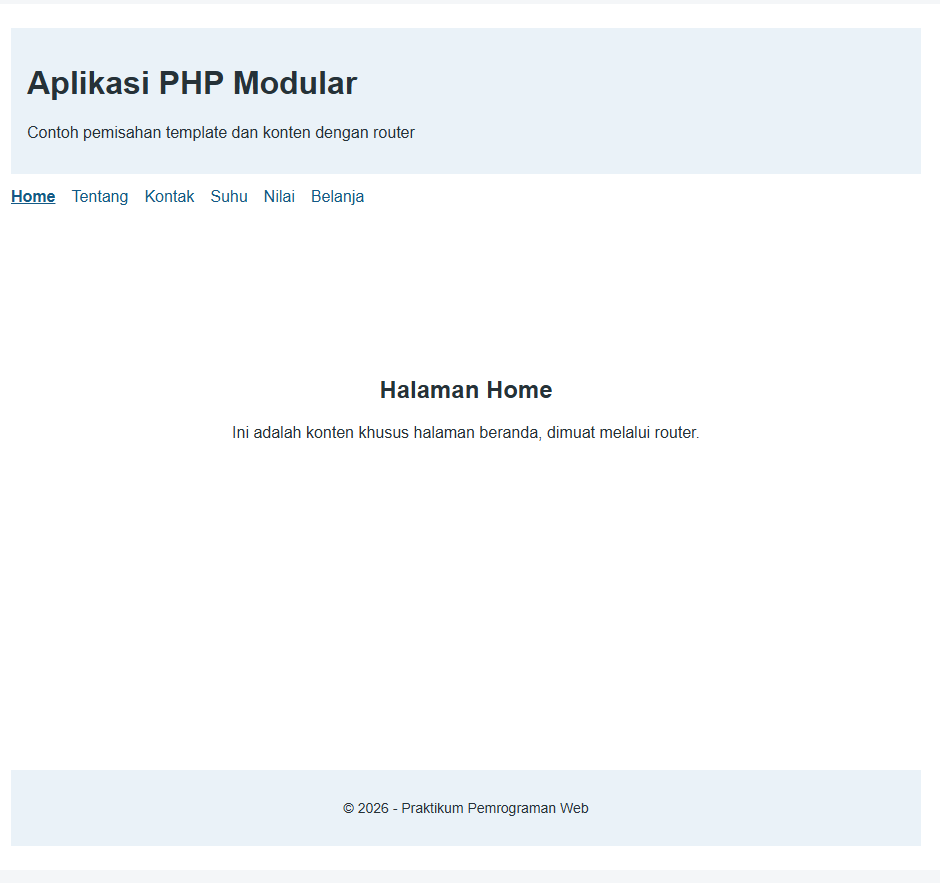 Aplikasi PHP Modular
Contoh pemisahan template dan konten dengan router
Home Tentang Kontak Suhu Nilai Belanja
Halaman Home
Ini adalah konten khusus halaman beranda, dimuat melalui router.
© 2026 - Praktikum Pemrograman Web